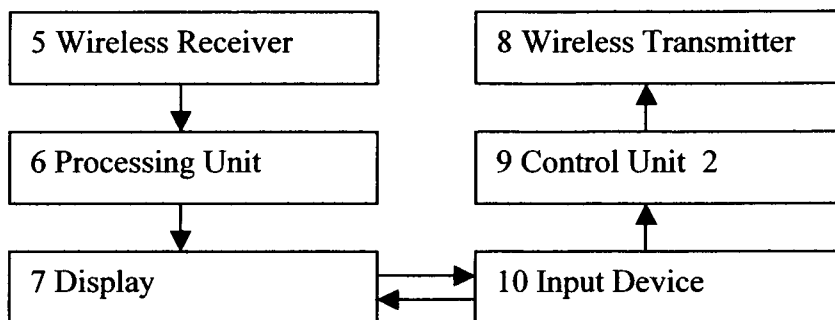 5 Wireless Receiver
8 Wireless Transmitter
6 Processing Unit
9 Control Unit 2
7 Display
10 Input Device